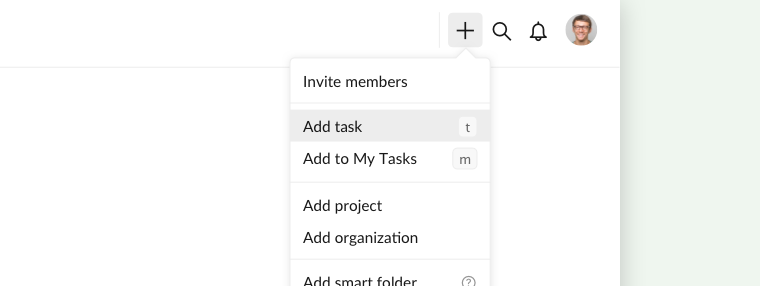 Invite members
Add task t
Add to My Tasks m
Add project
Add organization
Add smart folder ?